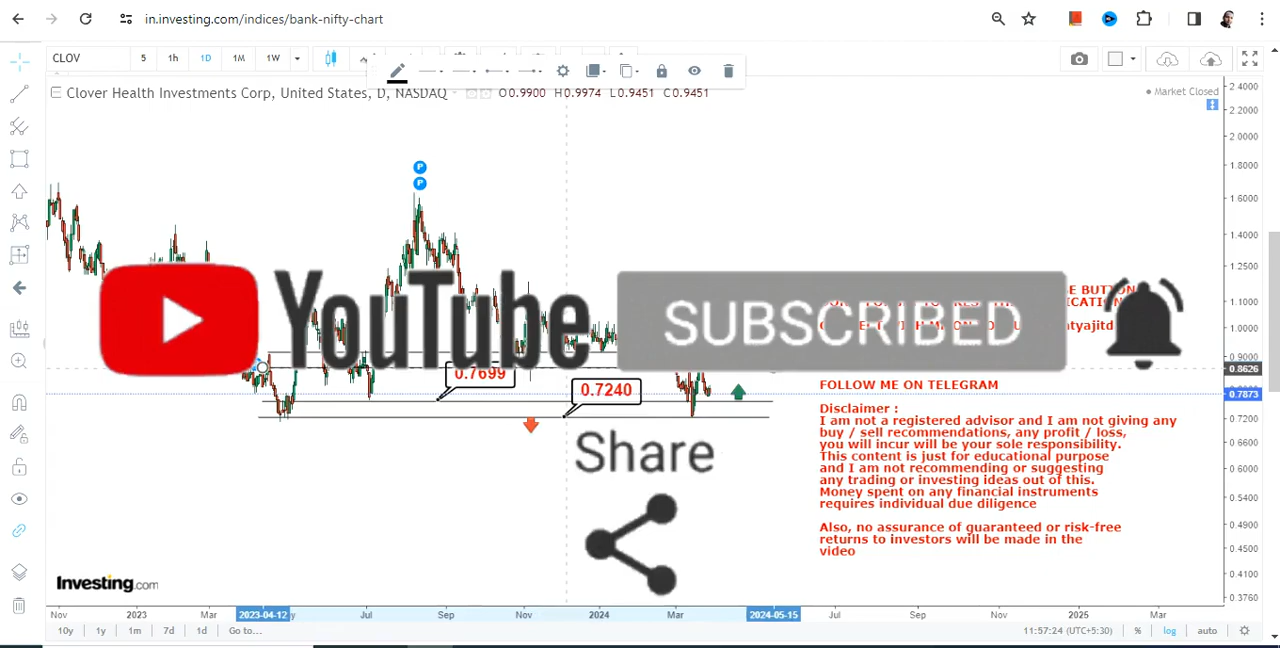 in.investing.com/indices/bank-nifty-chart
CLOV 5 1h 1D 1M 1W
Clover Health Investments Corp, United States, D, NASDAQ O0.9900 H0.9974 L0.9451 C0.9451
Market Closed
2.4000
2.2000
2.0000
1.8000
P
P
1.6000
1.4000
1.2500
1.1000
1.0000
0.9000
YouTube
SUBSCRIBED
0.8626
0.7873
0.7699
0.7240
0.7200
0.6600
0.6000
0.5400
0.4900
0.4500
0.4100
0.3760
FOLLOW ME ON TELEGRAM
Disclaimer :
I am not a registered advisor and I am not giving any
buy / sell recommendations, any profit / loss,
you will incur will be your sole responsibility.
This content is just for educational purpose
and I am not recommending or suggesting
any trading or investing ideas out of this.
Money spent on any financial instruments
requires individual due diligence
Also, no assurance of guaranteed or risk-free
returns to investors will be made in the
video
Share
Investing.com
Nov 2023 Mar 2023-04-12 Jul Sep Nov 2024 Mar 2024-05-15 Jul Sep Nov 2025 Mar
10y 1y 1m 7d 1d Go to... 11:57:24 (UTC+5:30) % log auto